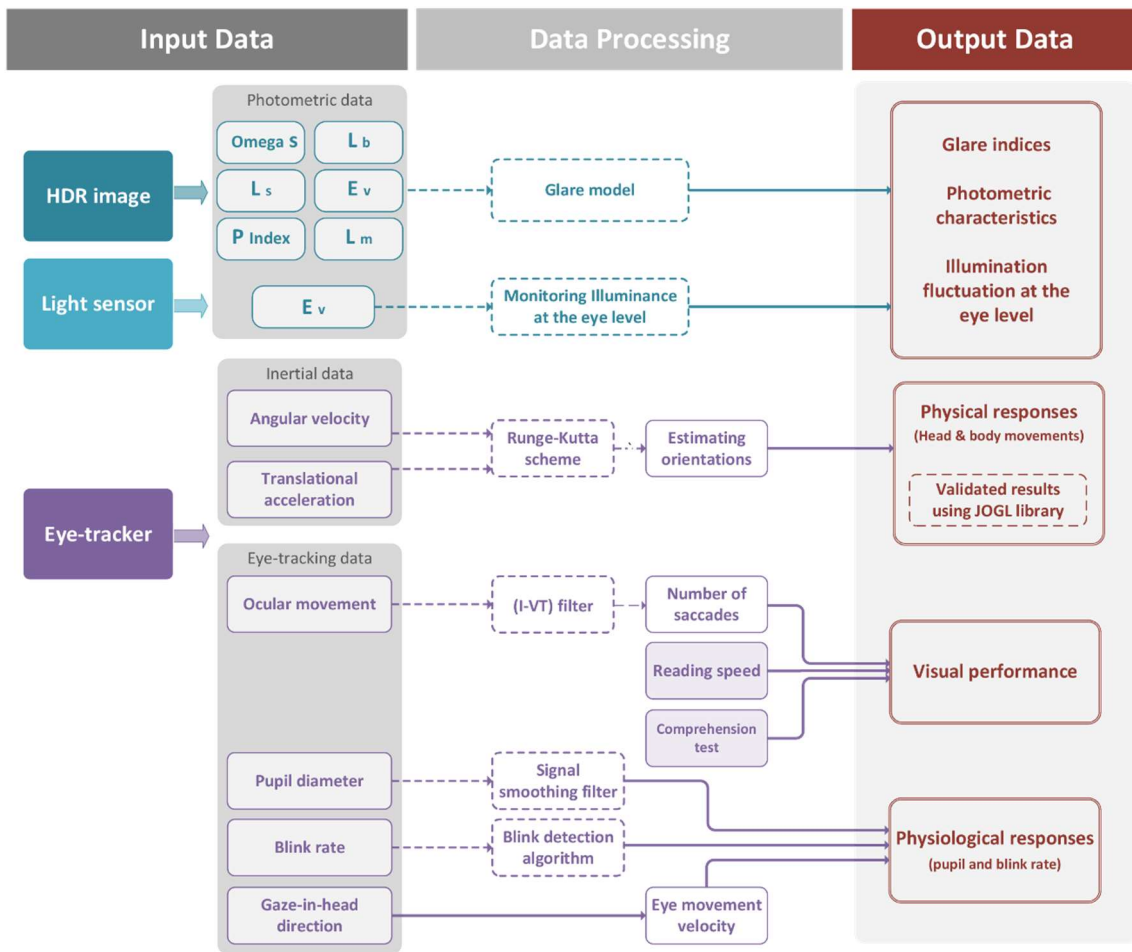 Input Data
Data Processing
Output Data
Photometric data
Omega S
L b
L s
E v
P Index
L m
HDR image
Light sensor
E v
Glare model
Monitoring Illuminance
at the eye level
Glare indices
Photometric
characteristics
Illumination
fluctuation at the
eye level
Inertial data
Angular velocity
Translational
acceleration
Runge-Kutta
scheme
Estimating
orientations
Physical responses
(Head & body movements)
Validated results
using JOGL library
Eye-tracker
Eye-tracking data
Ocular movement
(I-VT) filter
Number of
saccades
Reading speed
Comprehension
test
Visual performance
Pupil diameter
Signal
smoothing filter
Blink rate
Blink detection
algorithm
Gaze-in-head
direction
Eye movement
velocity
Physiological responses
(pupil and blink rate)